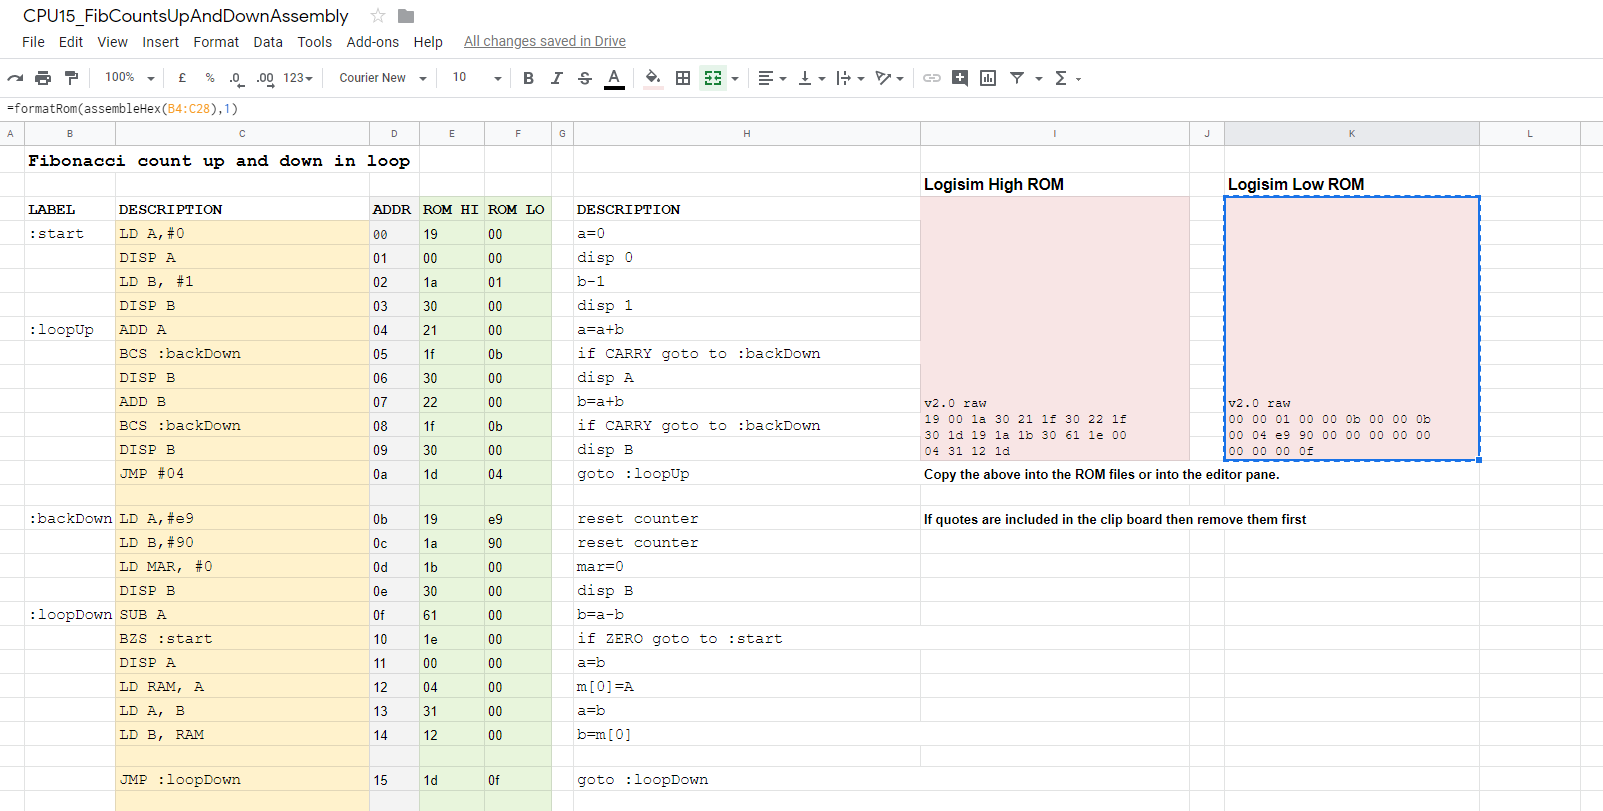 CPU15_FibCountsUpAndDownAssembly
File Edit View Insert Format Data Tools Add-ons Help All changes saved in Drive
100% £ % .0 .00 123 Courier New 10 B I S A Σ
=formatRom(assembleHex(B4:C28),1)
A B C D E F G H I J K L
Fibonacci count up and down in loop
Logisim High ROM Logisim Low ROM
LABEL DESCRIPTION ADDR ROM HI ROM LO DESCRIPTION
:start LD A,#0 00 19 00 a=0
DISP A 01 00 00 disp 0
LD B, #1 02 1a 01 b-1
DISP B 03 30 00 disp 1
:loopUp ADD A 04 21 00 a=a+b
BCS :backDown 05 1f 0b if CARRY goto to :backDown
DISP B 06 30 00 disp A
ADD B 07 22 00 b=a+b
v2.0 raw v2.0 raw
19 00 1a 30 21 1f 30 22 1f 00 00 01 00 00 0b 00 00 0b
BCS :backDown 08 1f 0b if CARRY goto to :backDown
30 1d 19 1a 1b 30 61 1e 00 00 04 e9 90 00 00 00 00 00
DISP B 09 30 00 disp B
04 31 12 1d 00 00 00 0f
JMP #04 0a 1d 04 goto :loopUp Copy the above into the ROM files or into the editor pane.
:backDown LD A,#e9 0b 19 e9 reset counter If quotes are included in the clip board then remove them first
LD B,#90 0c 1a 90 reset counter
LD MAR, #0 0d 1b 00 mar=0
DISP B 0e 30 00 disp B
:loopDown SUB A 0f 61 00 b=a-b
BZS :start 10 1e 00 if ZERO goto to :start
DISP A 11 00 00 a=b
LD RAM, A 12 04 00 m[0]=A
LD A, B 13 31 00 a=b
LD B, RAM 14 12 00 b=m[0]
JMP :loopDown 15 1d 0f goto :loopDown